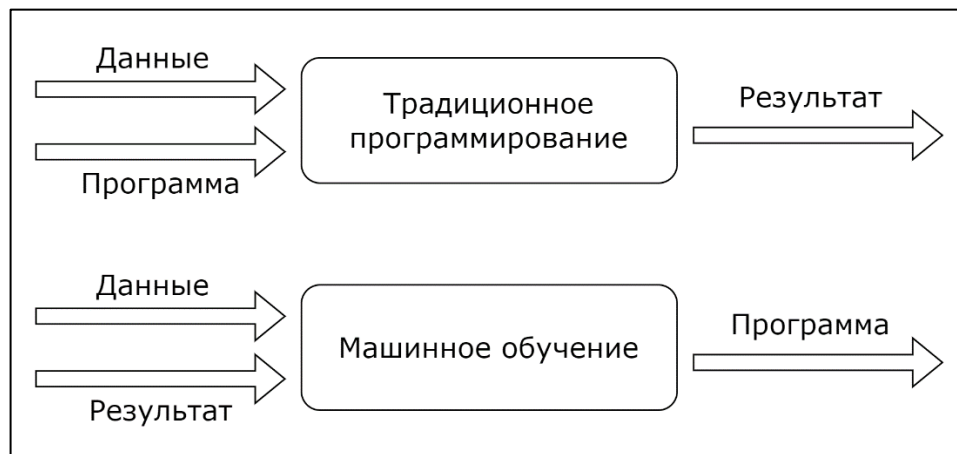 Данные
Программа
Традиционное
программирование
Результат
Данные
Результат
Машинное обучение
Программа